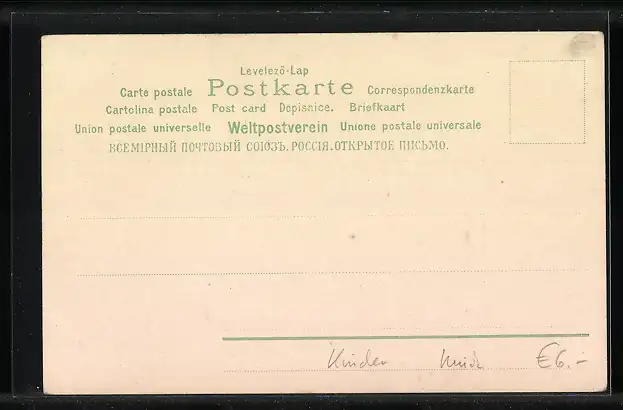 Levelező-Lap
Carte postale Postkarte Correspondenzkarte
Cartolina postale Post card Dopisnice. Briefkaart
Union postale universelle Weltpostverein Unione postale universale
ВСЕМІРНЫЙ ПОЧТОВЫЙ СОЮЗЪ. РОССІЯ. ОТКРЫТОЕ ПИСЬМО.
Kinder €6.-